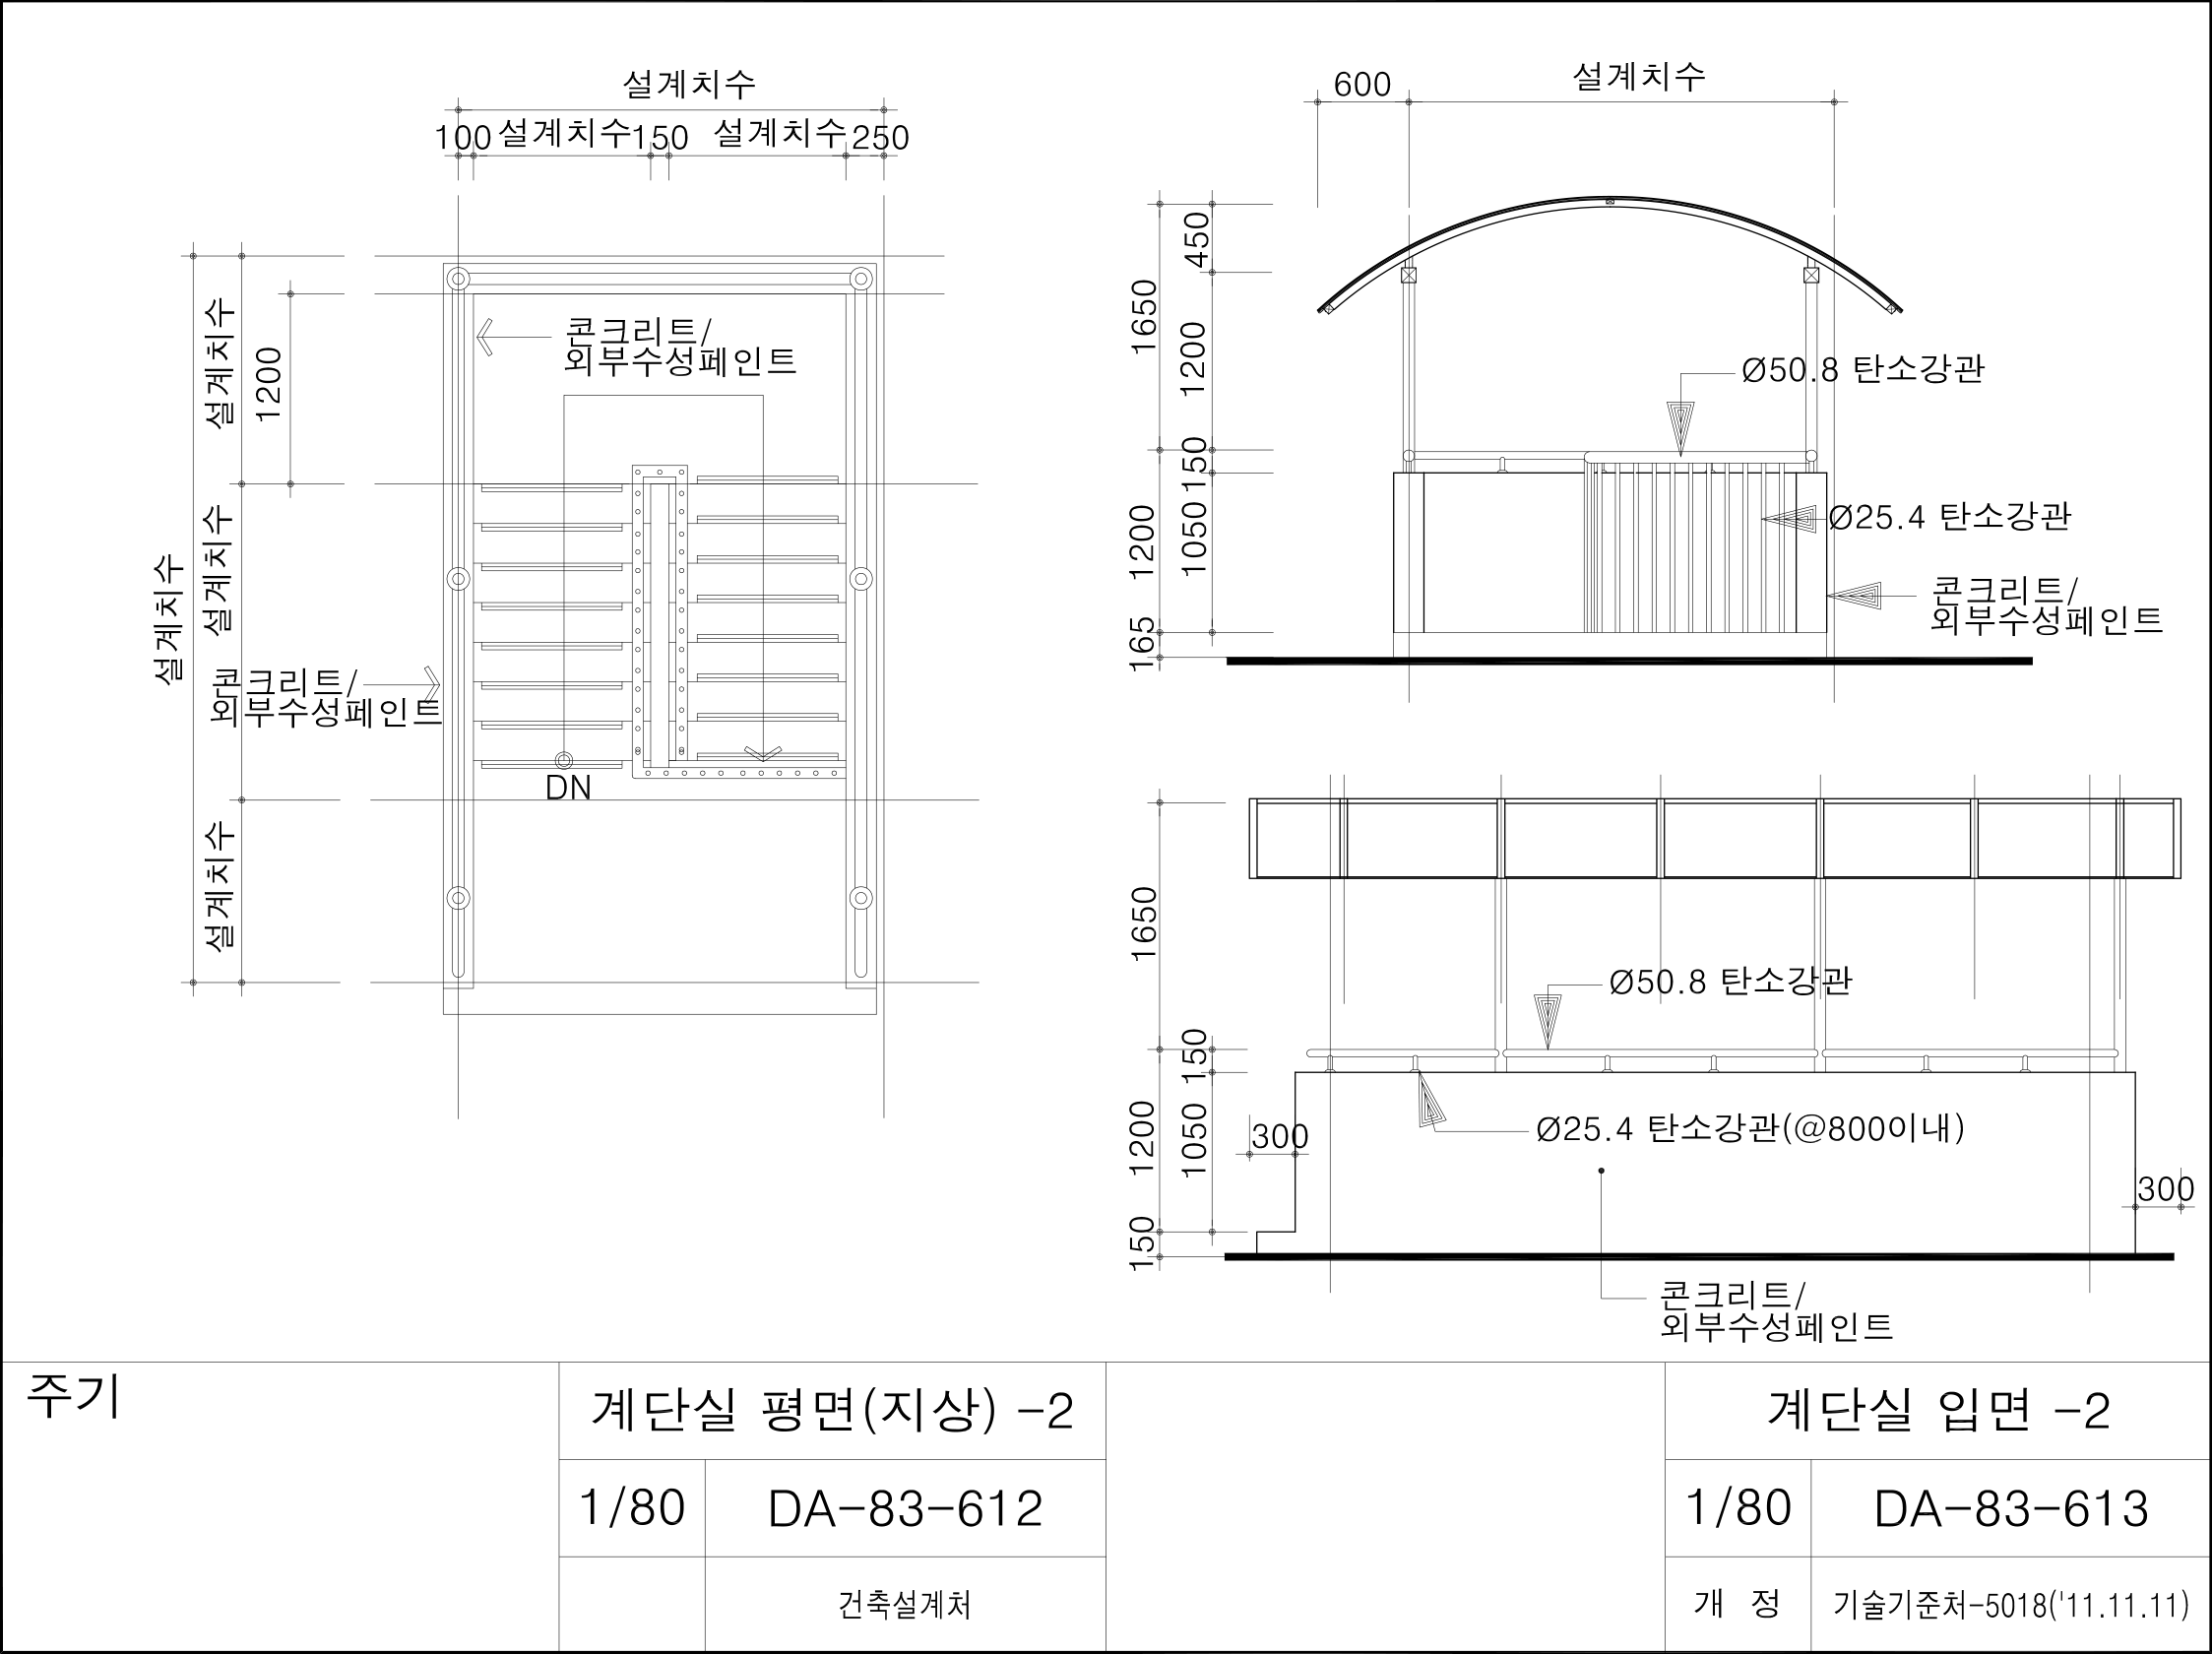 설계치수
100 설계치수 150 설계치수 250
설계치수
설계치수
1200
설계치수
설계치수
콘크리트/
외부수성페인트
콘크리트/
외부수성페인트
DN
600 설계치수
1650
450
1200
150
1200
1050
165
Ø50.8 탄소강관
Ø25.4 탄소강관
콘크리트/
외부수성페인트
1650
150
1200
1050
150
300
300
Ø50.8 탄소강관
Ø25.4 탄소강관(@800이내)
콘크리트/
외부수성페인트
주기
계단실 평면(지상) -2
1/80
DA-83-612
건축설계처
계단실 입면 -2
1/80
DA-83-613
개 정
기술기준처-5018('11.11.11)